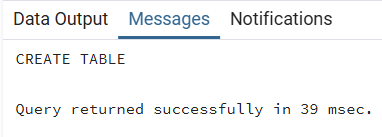 Data Output Messages Notifications
CREATE TABLE
Query returned successfully in 39 msec.